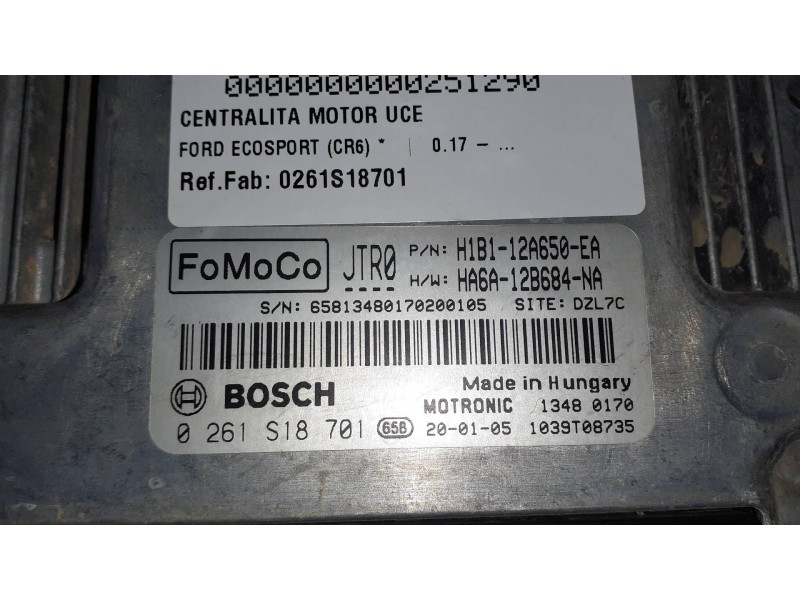 0000000000251290
CENTRALITA MOTOR UCE
FORD ECOSPORT (CR6) * | 0.17 - ...
Ref.Fab: 0261S18701
FoMoCo JTR0 P/N: H1B1-12A650-EA
H/W: HA6A-12B684-NA
S/N: 65813480170200105 SITE: DZL7C
BOSCH Made in Hungary
MOTRONIC 1348 0170
0 261 S18 701 65B 20-01-05 1039T08735